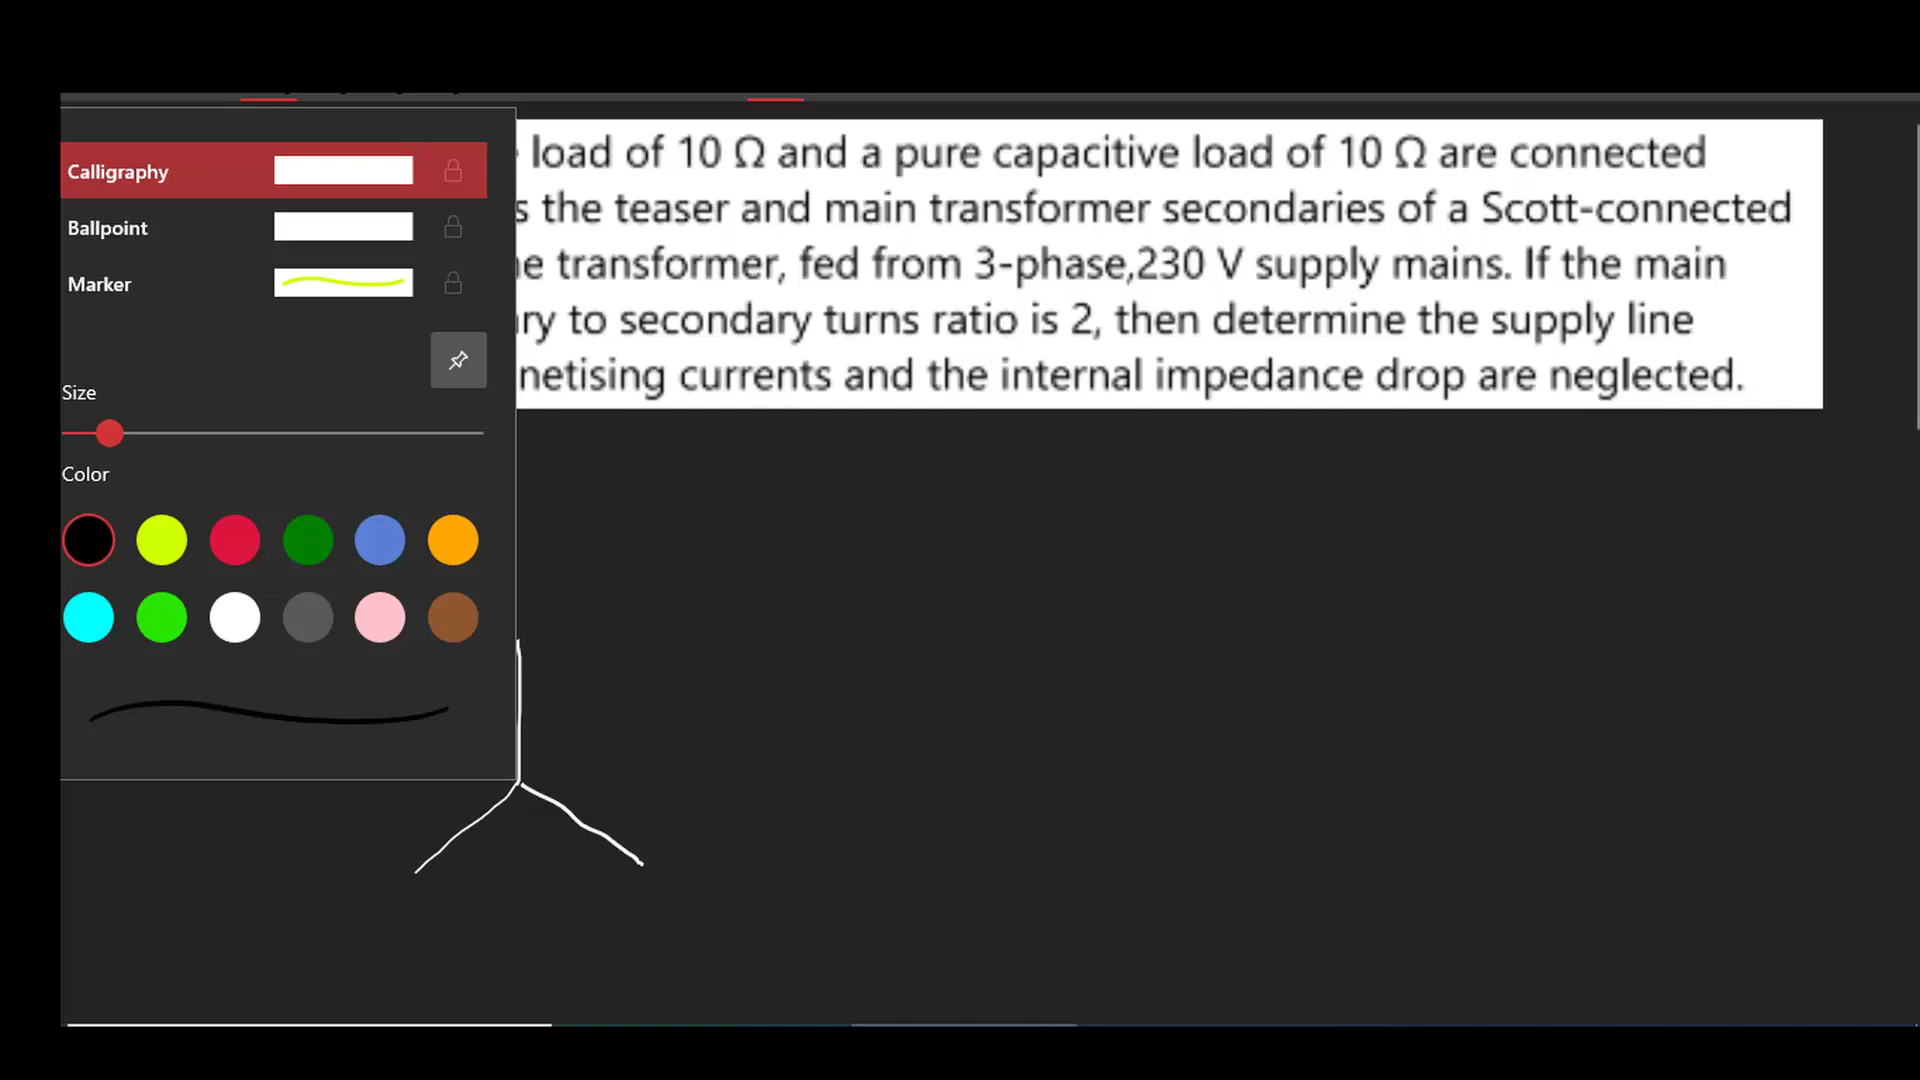 load of 10 Ω and a pure capacitive load of 10 Ω are connected
s the teaser and main transformer secondaries of a Scott-connected
e transformer, fed from 3-phase,230 V supply mains. If the main
ry to secondary turns ratio is 2, then determine the supply line
netising currents and the internal impedance drop are neglected.
Calligraphy
Ballpoint
Marker
Size
Color